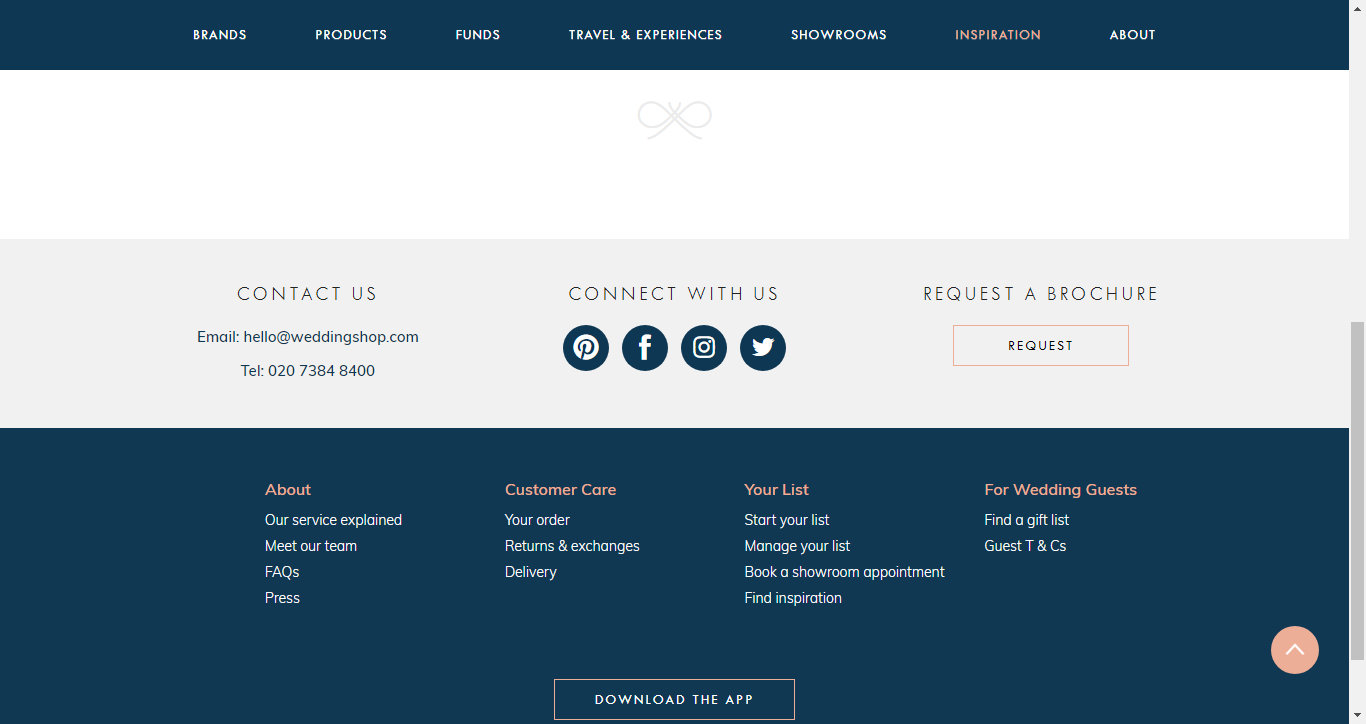 BRANDS PRODUCTS FUNDS TRAVEL & EXPERIENCES SHOWROOMS INSPIRATION ABOUT
CONTACT US
Email: hello@weddingshop.com
Tel: 020 7384 8400
CONNECT WITH US
REQUEST A BROCHURE
REQUEST
About
Our service explained
Meet our team
FAQs
Press
Customer Care
Your order
Returns & exchanges
Delivery
Your List
Start your list
Manage your list
Book a showroom appointment
Find inspiration
For Wedding Guests
Find a gift list
Guest T & Cs
DOWNLOAD THE APP